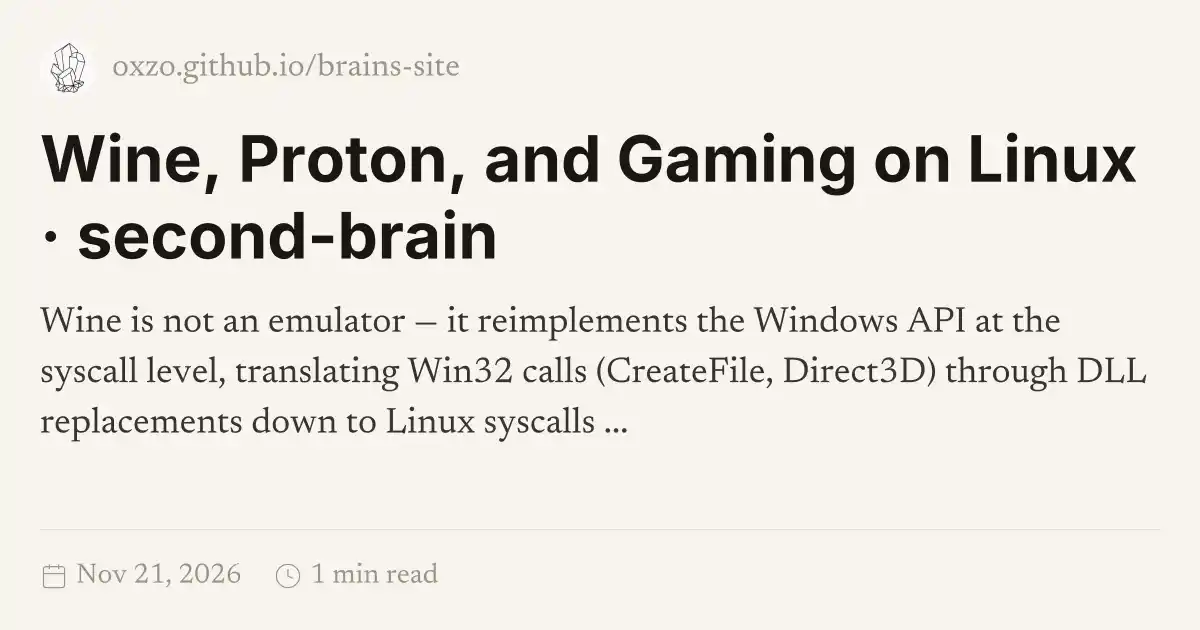 oxzo.github.io/brains-site
Wine, Proton, and Gaming on Linux
· second-brain
Wine is not an emulator — it reimplements the Windows API at the
syscall level, translating Win32 calls (CreateFile, Direct3D) through DLL
replacements down to Linux syscalls ...
Nov 21, 2026 1 min read